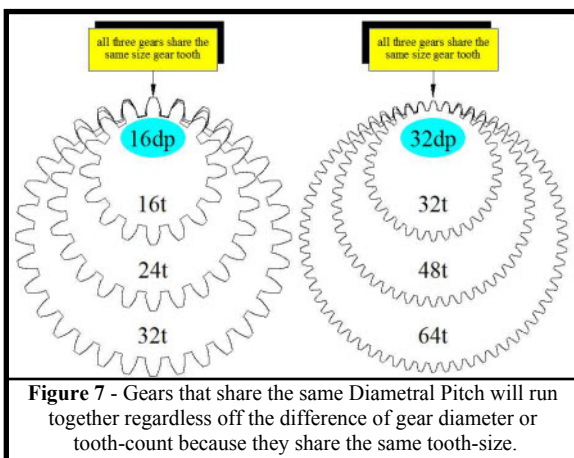 all three gears share the
same size gear tooth
16dp
16t
24t
32t
all three gears share the
same size gear tooth
32dp
32t
48t
64t
Figure 7 - Gears that share the same Diametral Pitch will run
together regardless off the difference of gear diameter or
tooth-count because they share the same tooth-size.